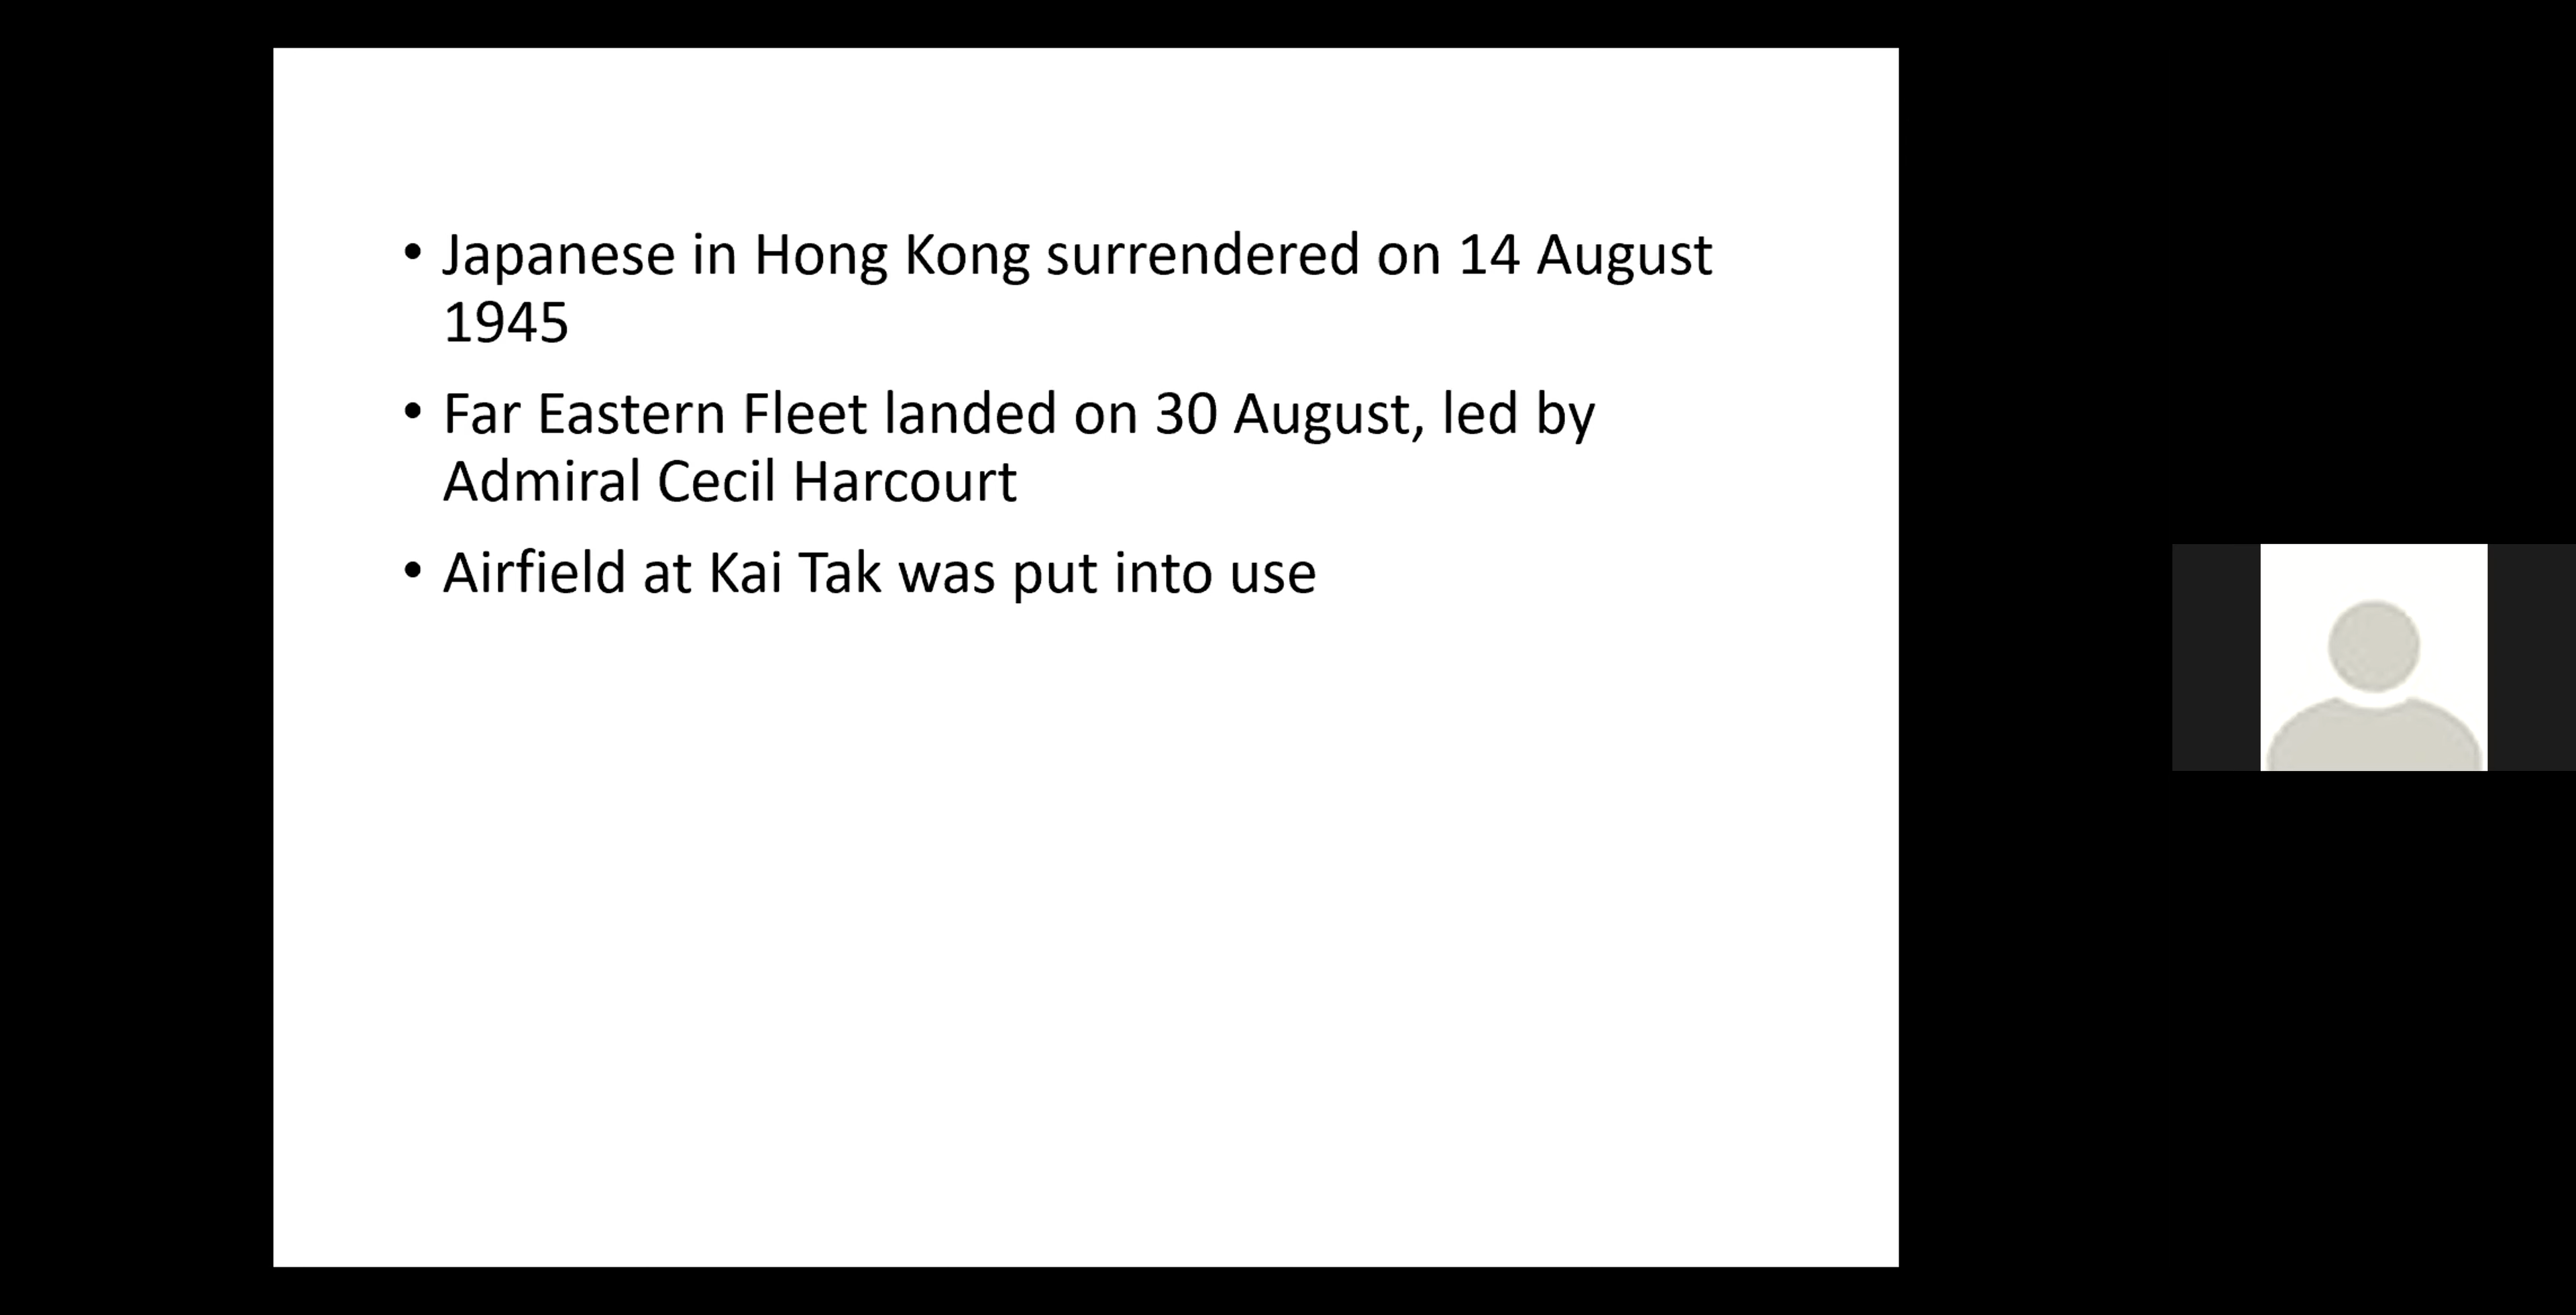 • Japanese in Hong Kong surrendered on 14 August
1945
• Far Eastern Fleet landed on 30 August, led by
Admiral Cecil Harcourt
• Airfield at Kai Tak was put into use